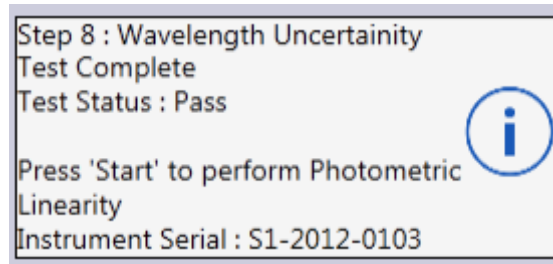 Step 8 : Wavelength Uncertainity
Test Complete
Test Status : Pass
Press 'Start' to perform Photometric
Linearity
Instrument Serial : S1-2012-0103